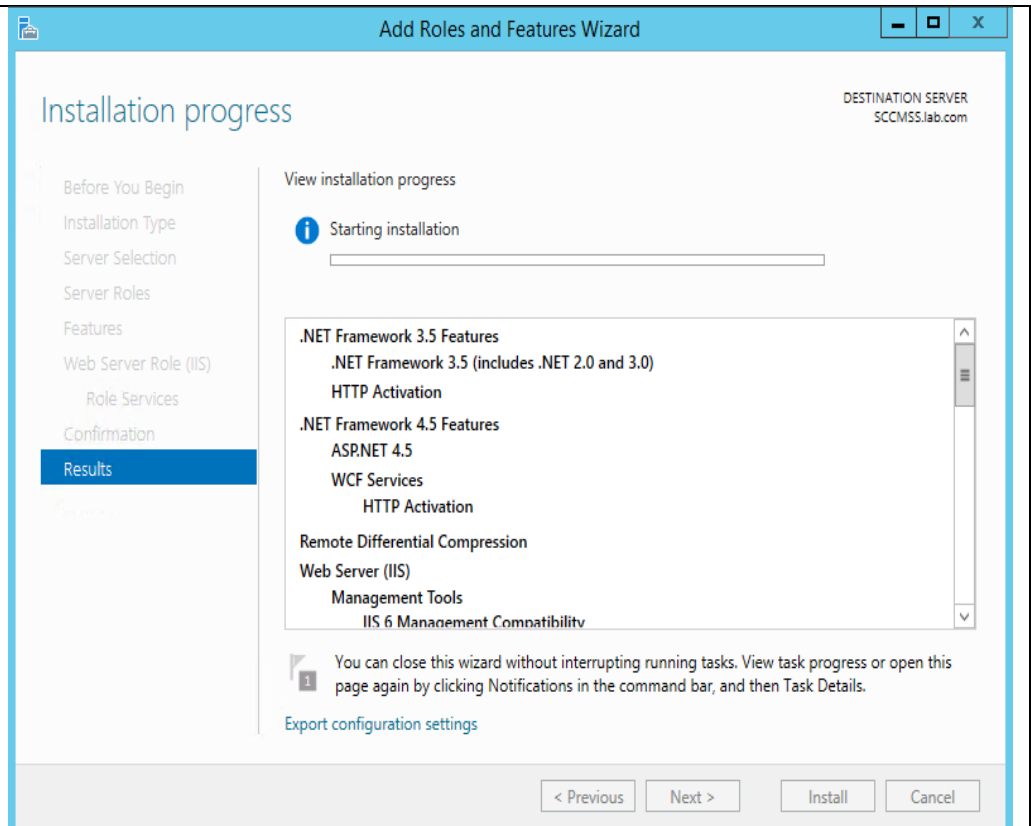 Add Roles and Features Wizard
X
Installation progress
DESTINATION SERVER
SCCMSS.lab.com
Before You Begin
Installation Type
Server Selection
Server Roles
Features
Web Server Role (IIS)
Role Services
Confirmation
Results
View installation progress
Starting installation
.NET Framework 3.5 Features
.NET Framework 3.5 (includes .NET 2.0 and 3.0)
HTTP Activation
.NET Framework 4.5 Features
ASP.NET 4.5
WCF Services
HTTP Activation
Remote Differential Compression
Web Server (IIS)
Management Tools
IIS 6 Management Compatibility
1
You can close this wizard without interrupting running tasks. View task progress or open this
page again by clicking Notifications in the command bar, and then Task Details.
Export configuration settings
< Previous
Next >
Install
Cancel